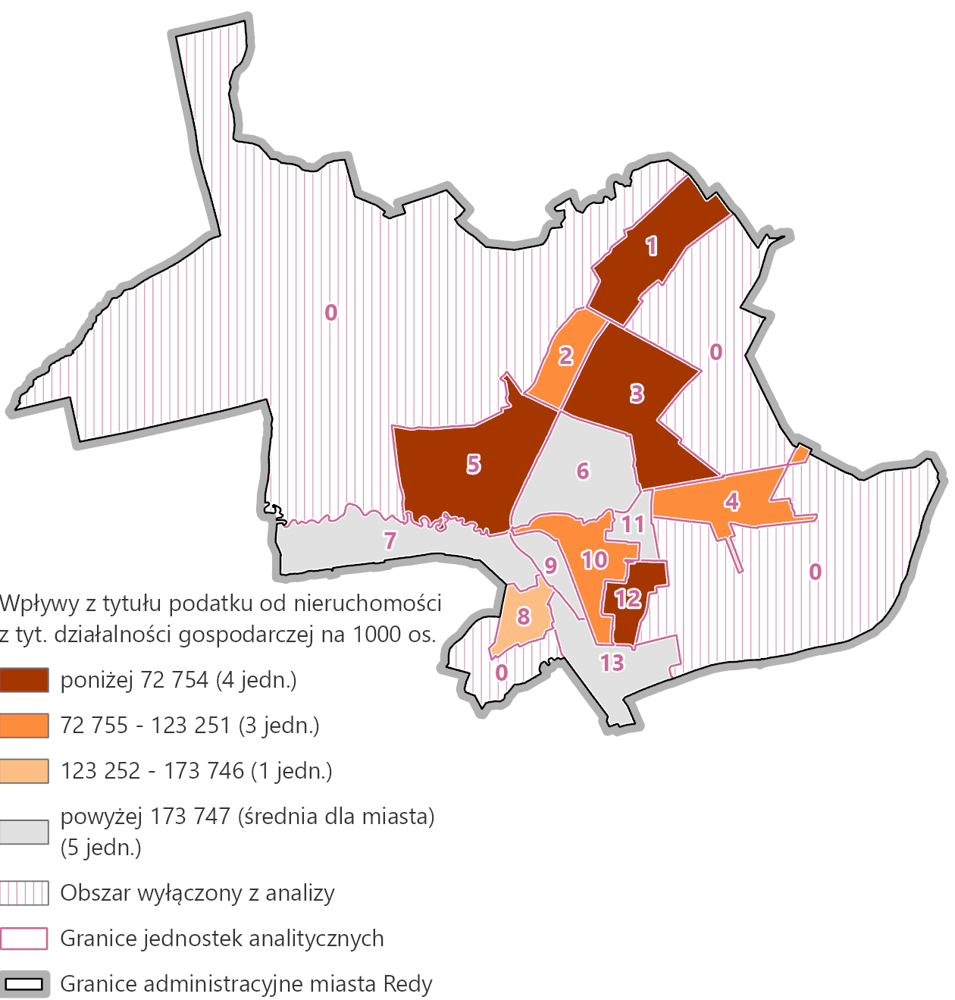 1
0
2
0
3
5
6
4
11
7
10
9
0
12
8
13
0
Wpływy z tytułu podatku od nieruchomości
z tyt. działalności gospodarczej na 1000 os.
poniżej 72 754 (4 jedn.)
72 755 - 123 251 (3 jedn.)
123 252 - 173 746 (1 jedn.)
powyżej 173 747 (średnia dla miasta)
(5 jedn.)
Obszar wyłączony z analizy
Granice jednostek analitycznych
Granice administracyjne miasta Redy